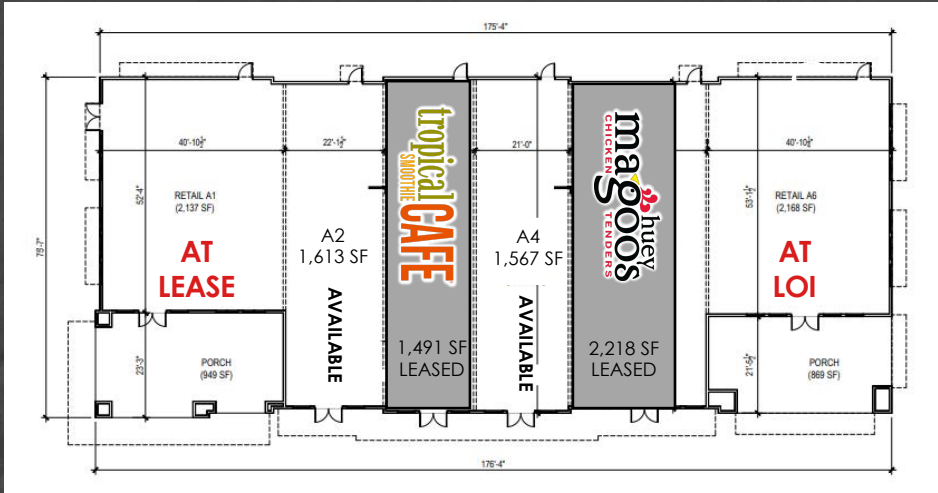 175'-4"
40'-10½"
22'-1½"
21'-0"
40'-10½"
52'-4"
53'-1½"
78'-7"
RETAIL A1
(2,137 SF)
AT
LEASE
A2
1,613 SF
AVAILABLE
tropical
SMOOTHIE
CAFE
1,491 SF
LEASED
A4
1,567 SF
AVAILABLE
huey
magoos
CHICKEN TENDERS
2,218 SF
LEASED
RETAIL A6
(2,168 SF)
AT
LOI
23'-3"
PORCH
(949 SF)
21'-5½"
PORCH
(869 SF)
176'-4"